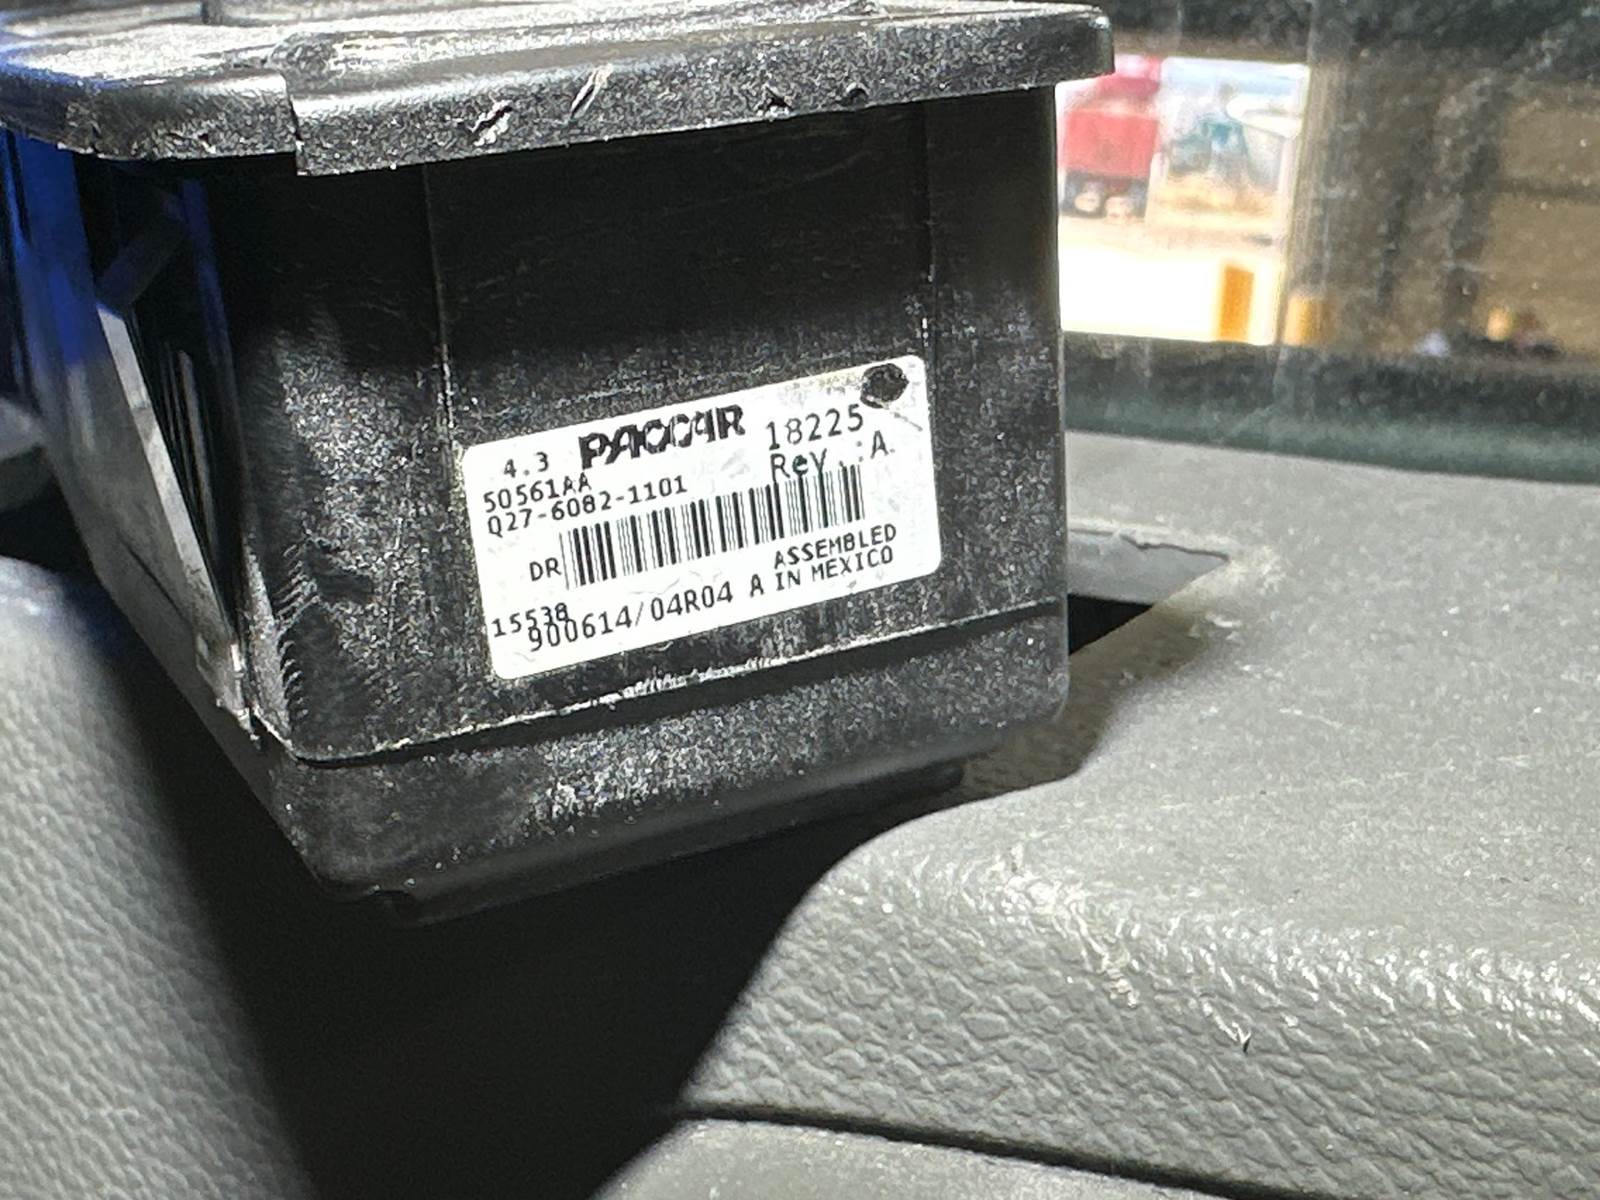 4.3 PACCAR 18225
50561AA Rev.:A.
Q27-6082-1101
DR
ASSEMBLED
IN MEXICO
15538
900614/04R04 A